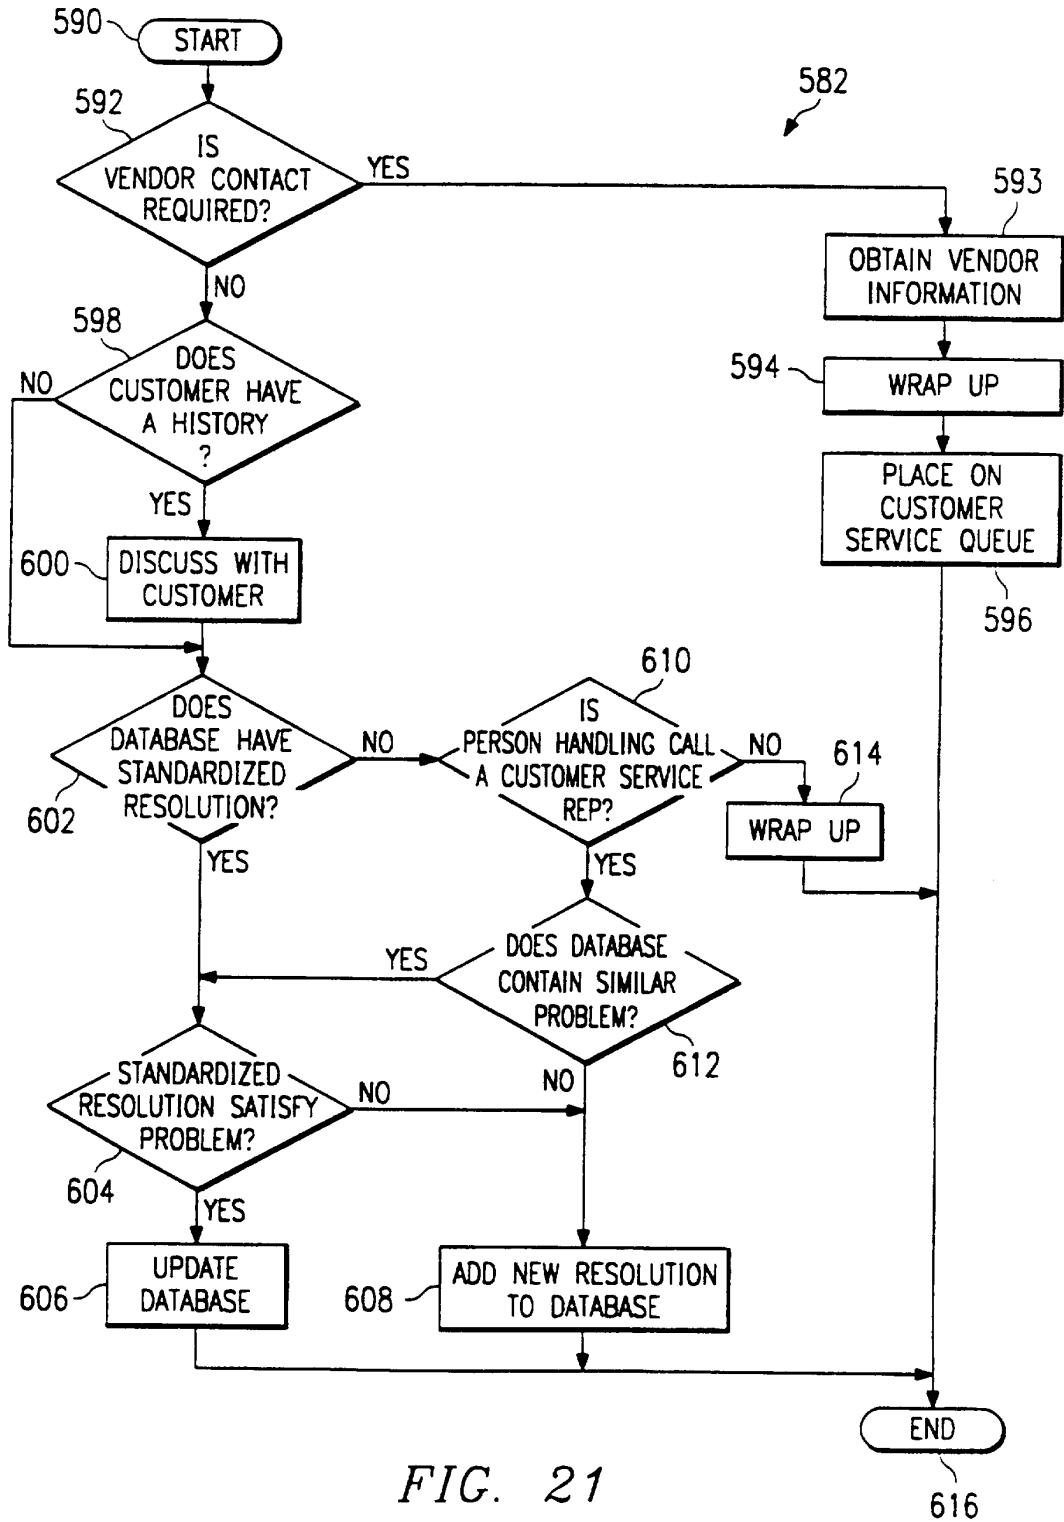 590
START
582
592
IS
VENDOR CONTACT
REQUIRED?
YES
593
OBTAIN VENDOR
INFORMATION
NO
598
DOES
CUSTOMER HAVE
A HISTORY
?
NO
594
WRAP UP
YES
PLACE ON
CUSTOMER
SERVICE QUEUE
596
600
DISCUSS WITH
CUSTOMER
610
DOES
DATABASE HAVE
STANDARDIZED
RESOLUTION?
602
NO
IS
PERSON HANDLING CALL
A CUSTOMER SERVICE
REP?
NO
614
WRAP UP
YES
YES
DOES DATABASE
CONTAIN SIMILAR
PROBLEM?
YES
612
NO
STANDARDIZED
RESOLUTION SATISFY
PROBLEM?
NO
604
YES
UPDATE
DATABASE
606
608
ADD NEW RESOLUTION
TO DATABASE
END
616
FIG. 21